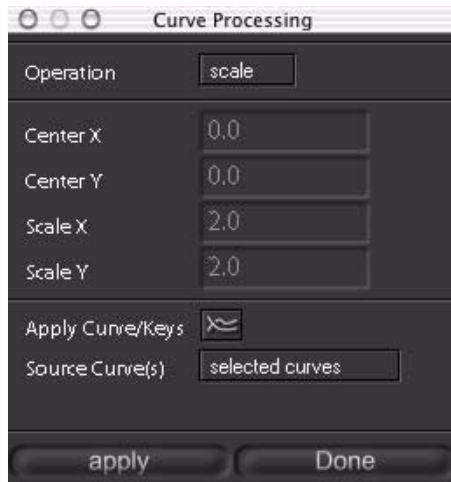 Curve Processing
Operation scale
Center X 0.0
Center Y 0.0
Scale X 2.0
Scale Y 2.0
Apply Curve/Keys
Source Curve(s) selected curves
apply Done